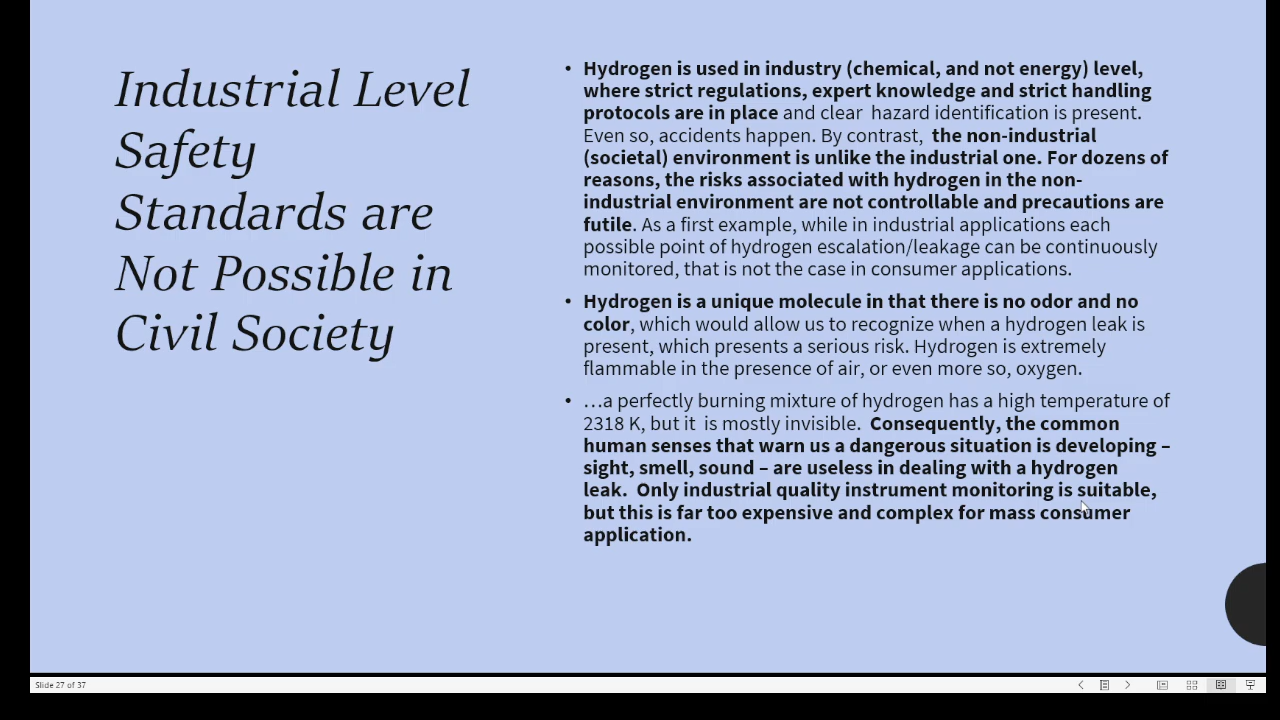 Industrial Level
Safety
Standards are
Not Possible in
Civil Society
• Hydrogen is used in industry (chemical, and not energy) level,
where strict regulations, expert knowledge and strict handling
protocols are in place and clear hazard identification is present.
Even so, accidents happen. By contrast, the non-industrial
(societal) environment is unlike the industrial one. For dozens of
reasons, the risks associated with hydrogen in the non-
industrial environment are not controllable and precautions are
futile. As a first example, while in industrial applications each
possible point of hydrogen escalation/leakage can be continuously
monitored, that is not the case in consumer applications.
• Hydrogen is a unique molecule in that there is no odor and no
color, which would allow us to recognize when a hydrogen leak is
present, which presents a serious risk. Hydrogen is extremely
flammable in the presence of air, or even more so, oxygen.
• …a perfectly burning mixture of hydrogen has a high temperature of
2318 K, but it is mostly invisible. Consequently, the common
human senses that warn us a dangerous situation is developing –
sight, smell, sound – are useless in dealing with a hydrogen
leak. Only industrial quality instrument monitoring is suitable,
but this is far too expensive and complex for mass consumer
application.
Slide 27 of 37